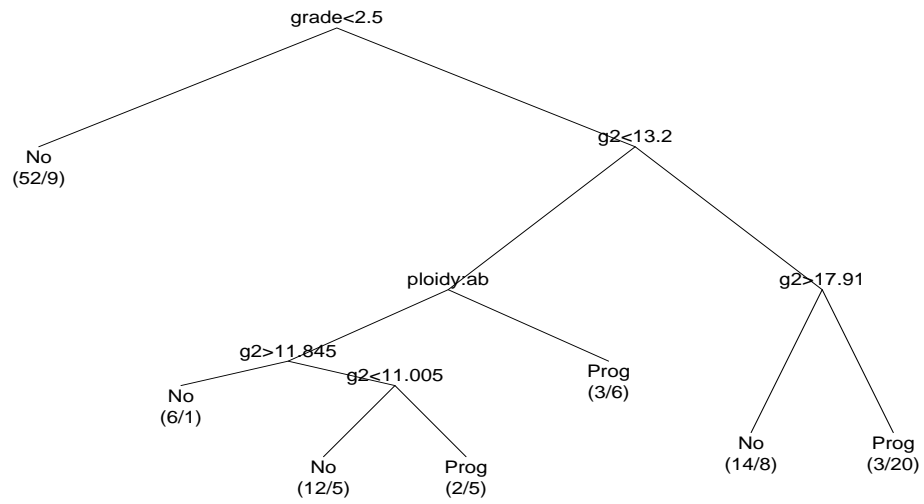 grade<2.5
g2<13.2
No
(52/9)
ploidy:ab
g2>17.91
g2>11.845
g2<11.005
Prog
(3/6)
No
(6/1)
No
(14/8)
Prog
(3/20)
No
(12/5)
Prog
(2/5)